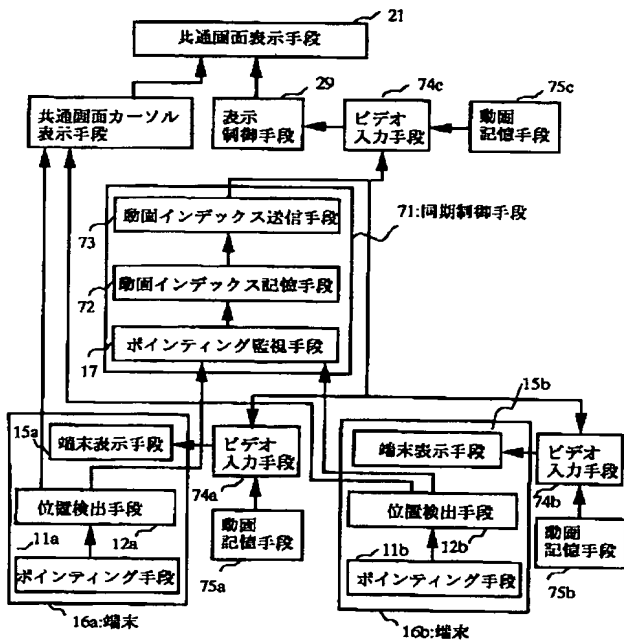 21
共通画面表示手段
29
74c
75c
共通画面カーソル
表示手段
表示
制御手段
ビデオ
入力手段
動画
記憶手段
動画インデックス送信手段
73
71:同期制御手段
動画インデックス記憶手段
72
ポインティング監視手段
17
15b
15a
端末表示手段
ビデオ
入力手段
74a
端末表示手段
ビデオ
入力手段
74b
位置検出手段
11a
12a
動画
記憶手段
75a
位置検出手段
11b
12b
動画
記憶手段
75b
ポインティング手段
ポインティング手段
16a:端末
16b:端末